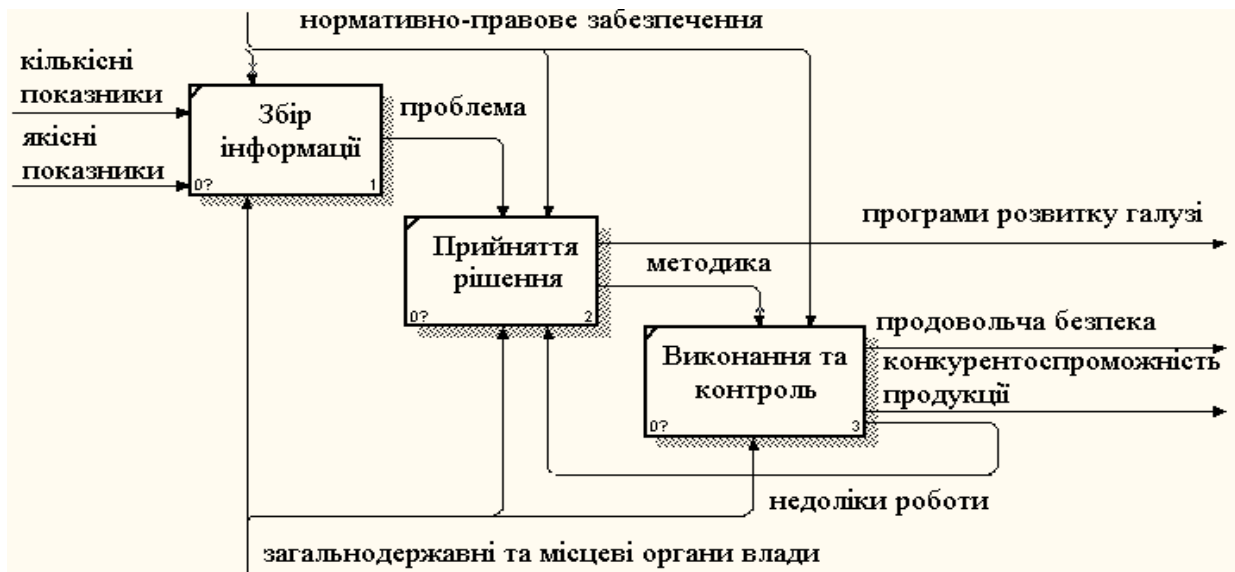 нормативно-правове забезпечення
кількісні
показники
якісні
показники
Збір
інформації
0?
1
проблема
Прийняття
рішення
0?
2
програми розвитку галузі
методика
Виконання та
контроль
0?
3
продовольча безпека
конкурентоспроможність
продукції
недоліки роботи
загальнодержавні та місцеві органи влади